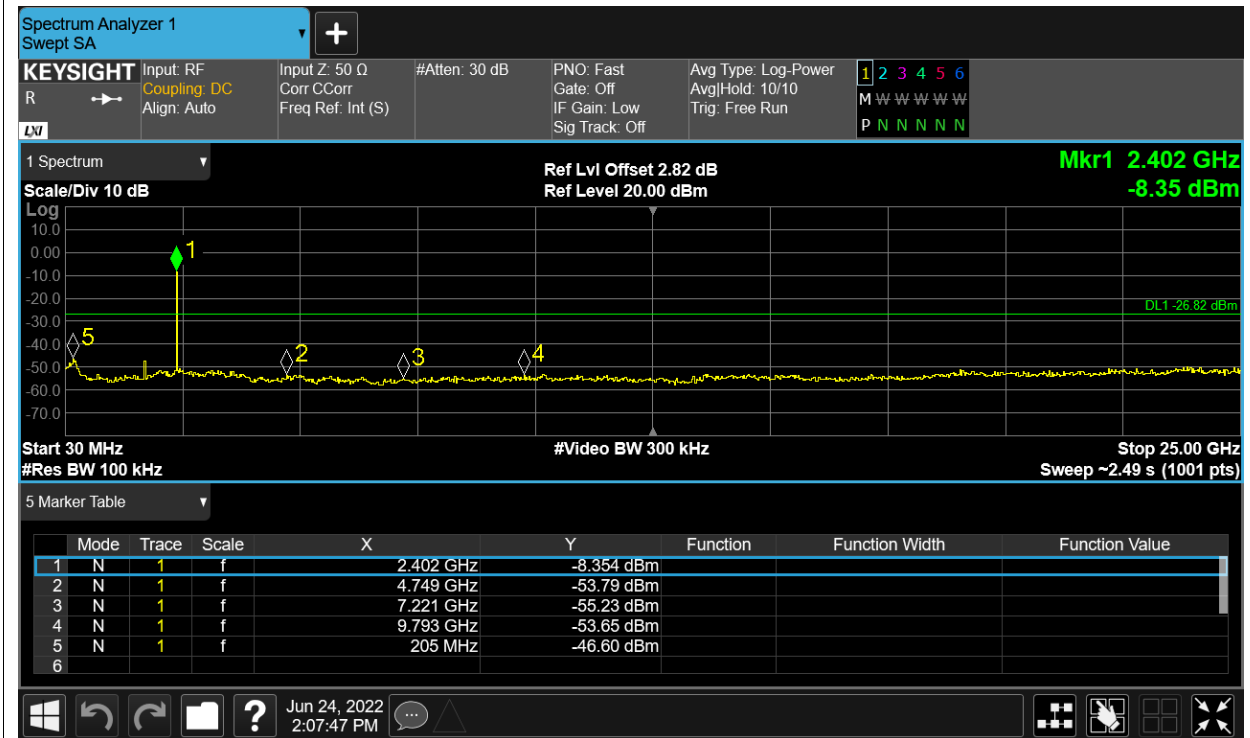 Spectrum Analyzer 1
Swept SA
KEYSIGHT
R
LXI
Input: RF
Coupling: DC
Align: Auto
Input Z: 50 Ω
Corr CCorr
Freq Ref: Int (S)
#Atten: 30 dB
PNO: Fast
Gate: Off
IF Gain: Low
Sig Track: Off
Avg Type: Log-Power
Avg|Hold: 10/10
Trig: Free Run
1 2 3 4 5 6
M W W W W W
P N N N N N
1 Spectrum
Scale/Div 10 dB
Ref Lvl Offset 2.82 dB
Ref Level 20.00 dBm
Mkr1 2.402 GHz
-8.35 dBm
Log
10.0
0.00
-10.0
-20.0
-30.0
-40.0
-50.0
-60.0
-70.0
1
DL1 -26.82 dBm
5
2
3
4
Start 30 MHz
#Video BW 300 kHz
Stop 25.00 GHz
#Res BW 100 kHz
Sweep ~2.49 s (1001 pts)
5 Marker Table
Mode Trace Scale X Y Function Function Width Function Value
1 N 1 f 2.402 GHz -8.354 dBm
2 N 1 f 4.749 GHz -53.79 dBm
3 N 1 f 7.221 GHz -55.23 dBm
4 N 1 f 9.793 GHz -53.65 dBm
5 N 1 f 205 MHz -46.60 dBm
6
?
Jun 24, 2022
2:07:47 PM